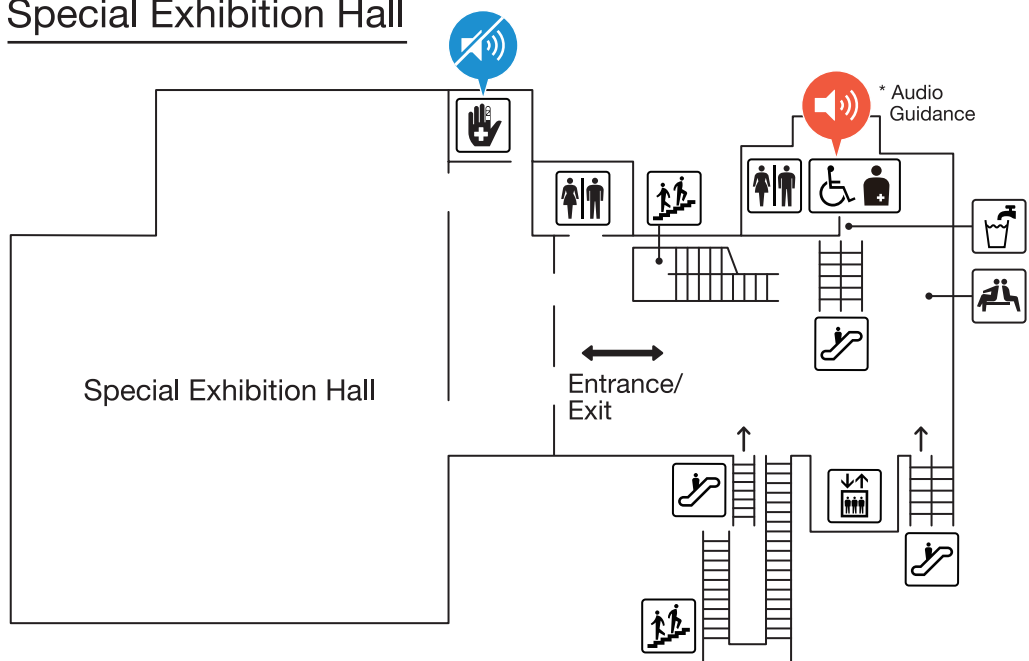 Special Exhibition Hall
* Audio
Guidance
Special Exhibition Hall
Entrance/
Exit